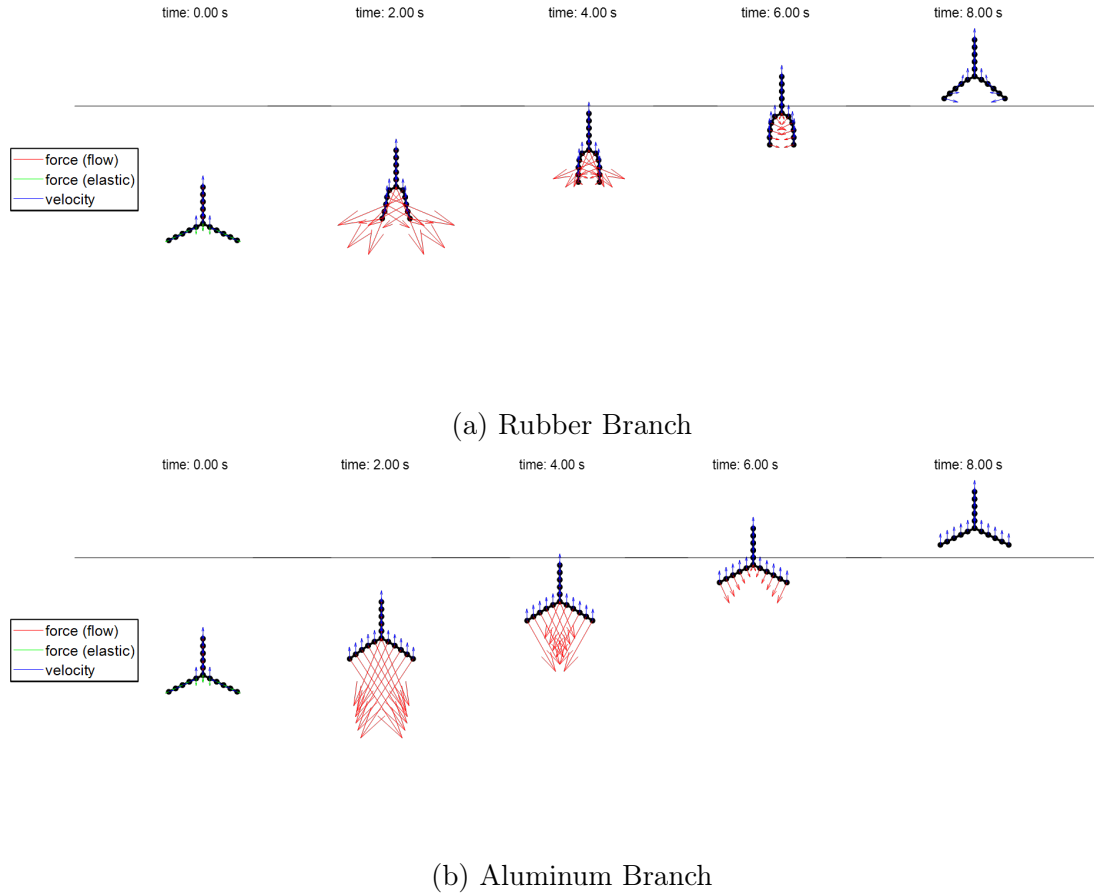 time: 0.00 s time: 2.00 s time: 4.00 s time: 6.00 s time: 8.00 s
force (flow)
force (elastic)
velocity
(a) Rubber Branch
time: 0.00 s time: 2.00 s time: 4.00 s time: 6.00 s time: 8.00 s
force (flow)
force (elastic)
velocity
(b) Aluminum Branch